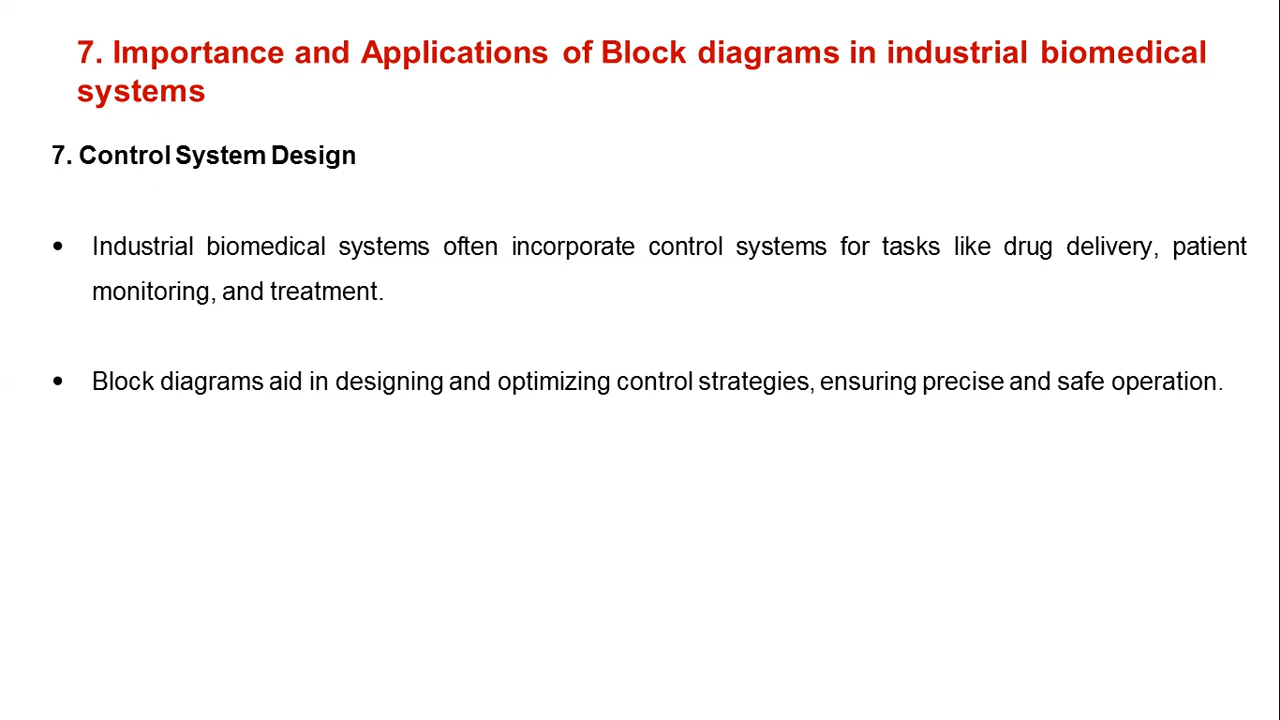 7. Importance and Applications of Block diagrams in industrial biomedical
systems
7. Control System Design
• Industrial biomedical systems often incorporate control systems for tasks like drug delivery, patient
monitoring, and treatment.
• Block diagrams aid in designing and optimizing control strategies, ensuring precise and safe operation.